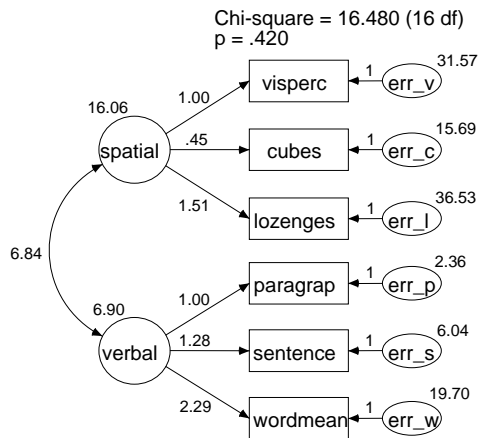 Chi-square = 16.480 (16 df)
p = .420
31.57
1.00
visperc
1
err_v
16.06
spatial
.45
cubes
1
15.69
err_c
1.51
lozenges
1
36.53
err_l
6.84
6.90
verbal
1.00
paragrap
1
2.36
err_p
1.28
sentence
1
6.04
err_s
2.29
wordmean
1
19.70
err_w